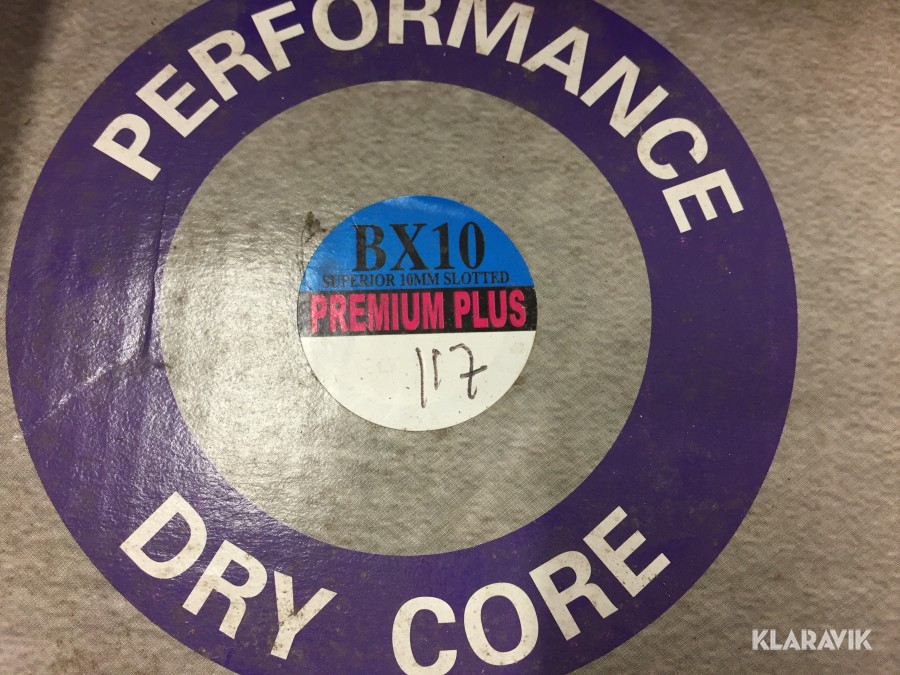 PERFORMANCE
BX10
SUPERIOR 10MM SLOTTED
PREMIUM PLUS
117
DRY CORE
KLARAVIK